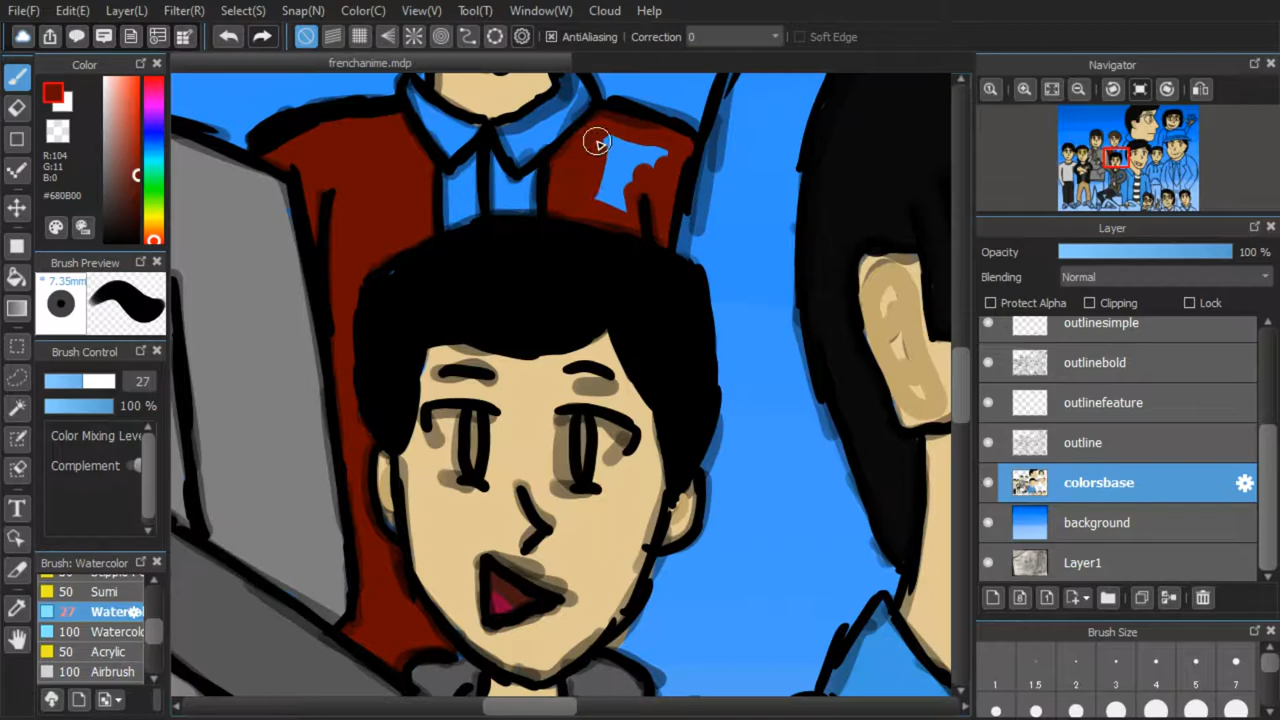 File(F) Edit(E) Layer(L) Filter(R) Select(S) Snap(N) Color(C) View(V) Tool(T) Window(W) Cloud Help
AntiAliasing Correction 0 Soft Edge
frenchanime.mdp
Color
R:104
G:11
B:0
#680B00
Brush Preview
* 7.35mm
Brush Control
27
100 %
Color Mixing Leve
Complement
Brush: Watercolor
50 Sumi
27 Waterc
100 Watercolo
50 Acrylic
100 Airbrush
T
Navigator
Layer
Opacity 100 %
Blending Normal
Protect Alpha Clipping Lock
outlinesimple
outlinebold
outlinefeature
outline
colorsbase
background
Layer1
Brush Size
1 1.5 2 3 4 5 7